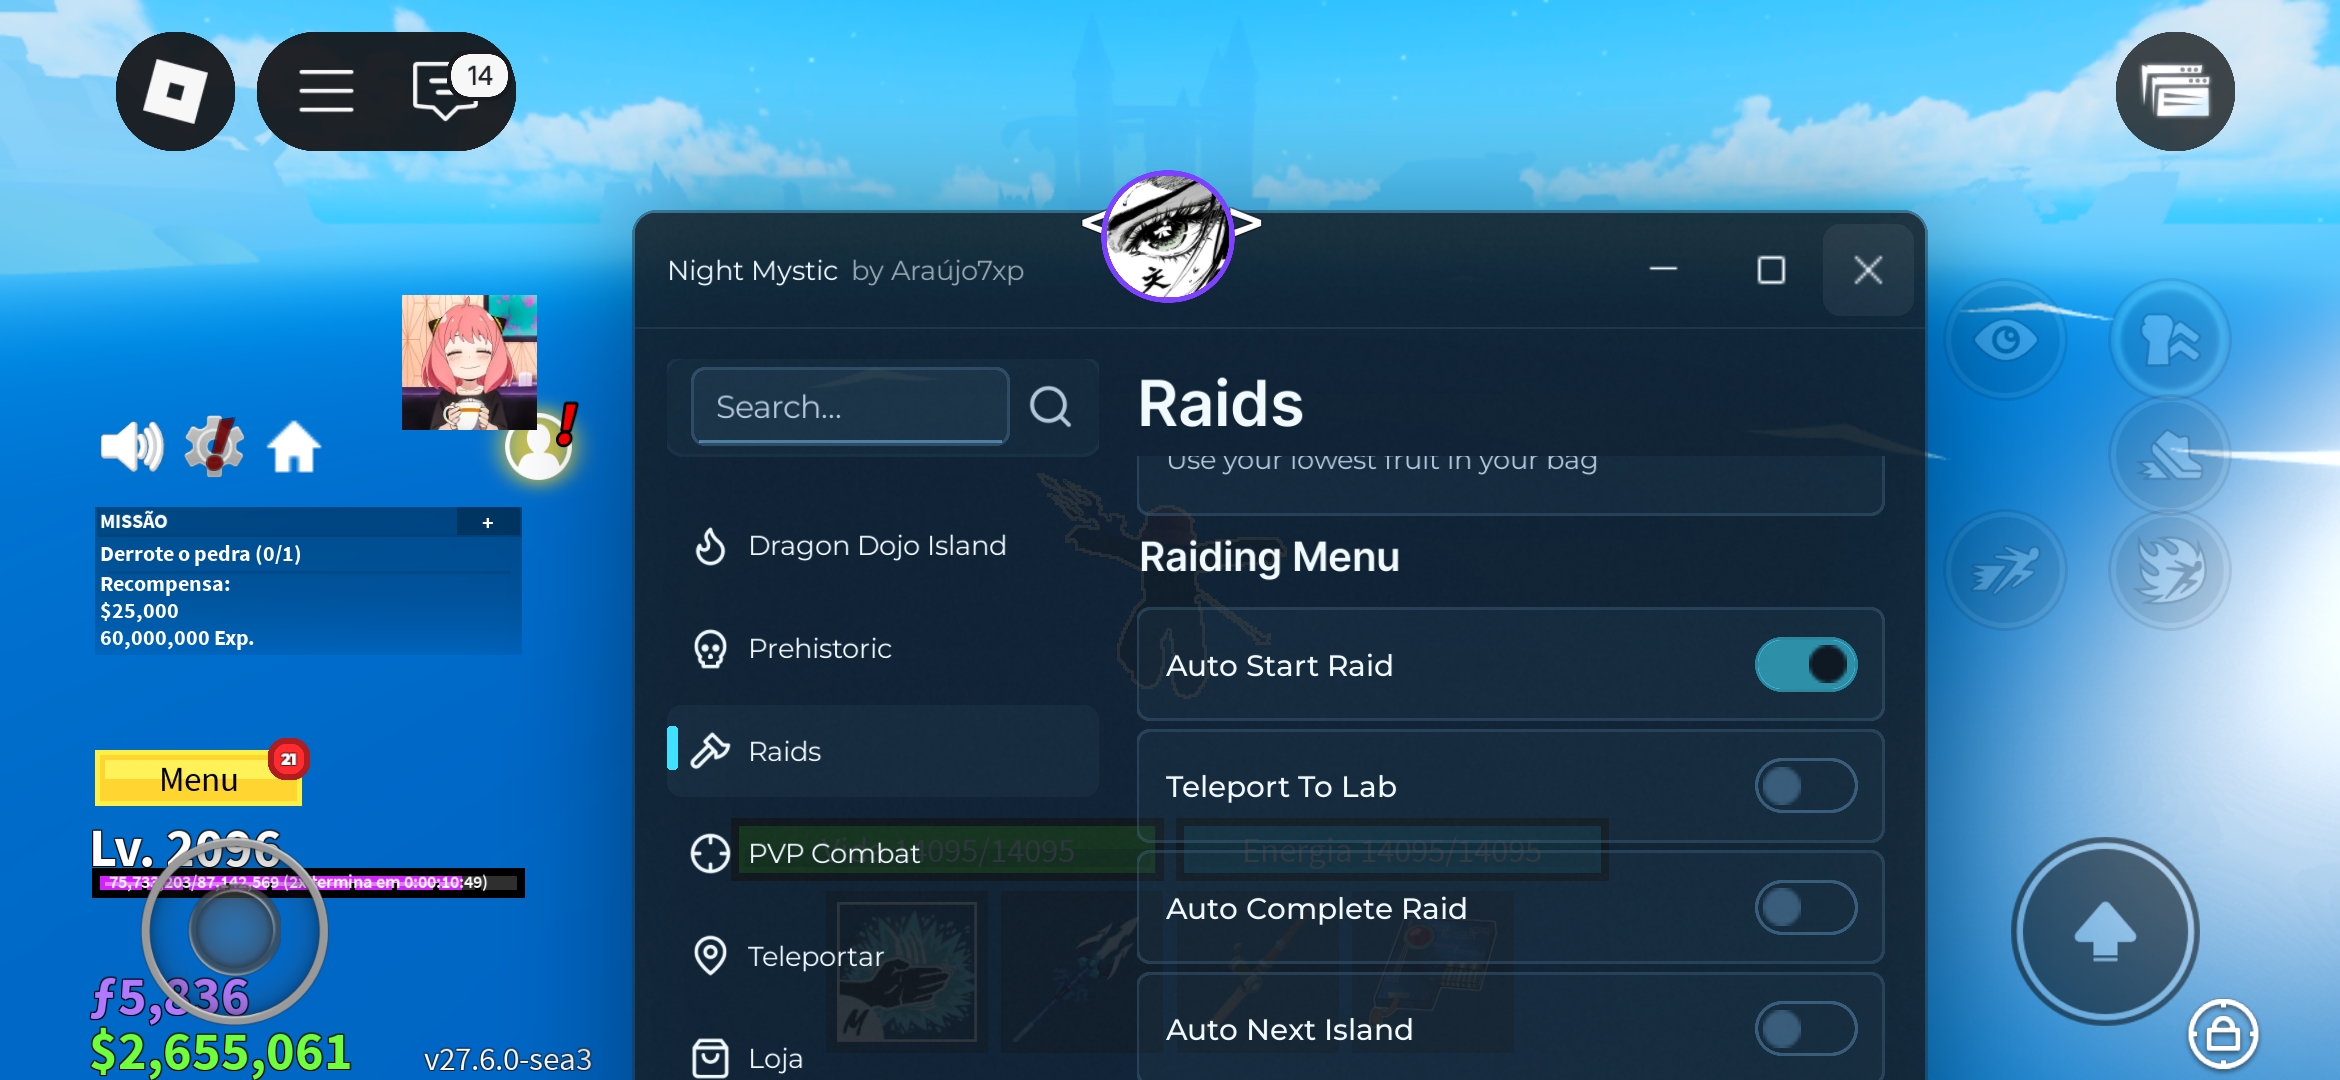 14
Night Mystic by Araújo7xp
Search...
Raids
Use your lowest fruit in your bag
Raiding Menu
Dragon Dojo Island
Prehistoric
Raids
PVP Combat
Teleportar
Loja
Auto Start Raid
Teleport To Lab
Auto Complete Raid
Auto Next Island
MISSÃO +
Derrote o pedra (0/1)
Recompensa:
$25,000
60,000,000 Exp.
Menu
21
Lv. 2096
75,733,203/87,142,569 (2x termina em 0:00:10:49)
14095/14095
Energia 14095/14095
ƒ5,836
$2,655,061
v27.6.0-sea3
M